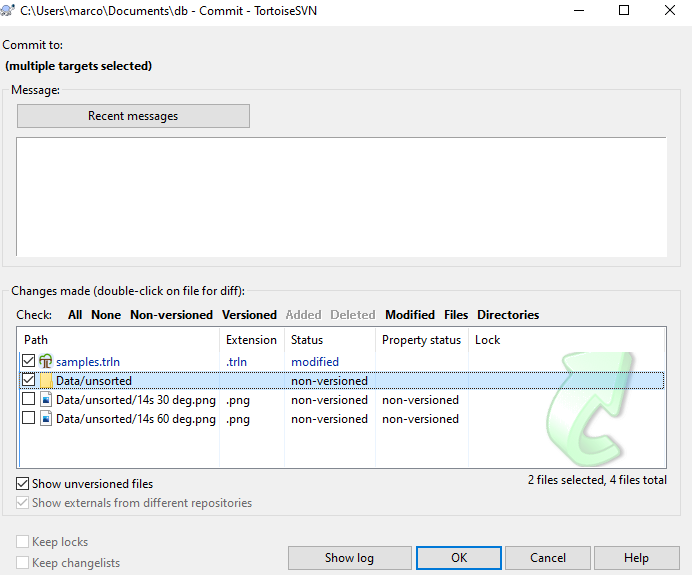 C:\Users\marco\Documents\db - Commit - TortoiseSVN
Commit to:
(multiple targets selected)
Message:
Recent messages
Changes made (double-click on file for diff):
Check: All None Non-versioned Versioned Added Deleted Modified Files Directories
Path Extension Status Property status Lock
samples.trln .trln modified
Data/unsorted non-versioned
Data/unsorted/14s 30 deg.png .png non-versioned non-versioned
Data/unsorted/14s 60 deg.png .png non-versioned non-versioned
Show unversioned files 2 files selected, 4 files total
Show externals from different repositories
Keep locks
Keep changelists
Show log OK Cancel Help